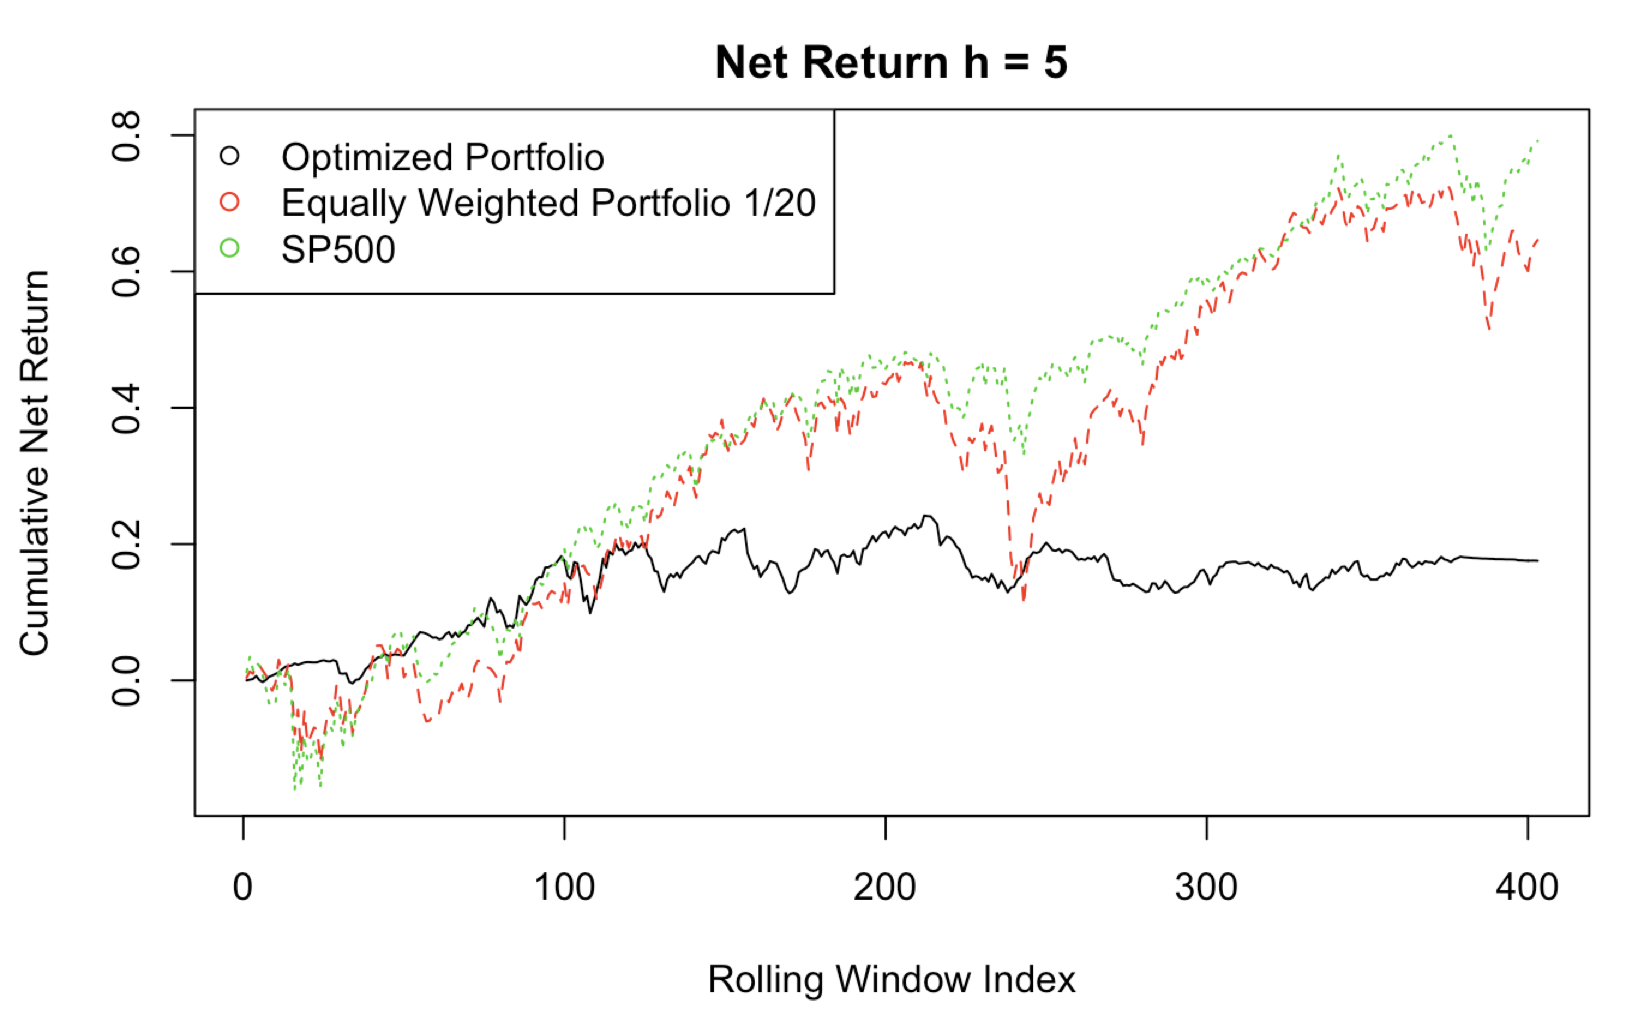 Net Return h = 5
Optimized Portfolio
Equally Weighted Portfolio 1/20
SP500
Cumulative Net Return
0.8
0.6
0.4
0.2
0.0
0 100 200 300 400
Rolling Window Index